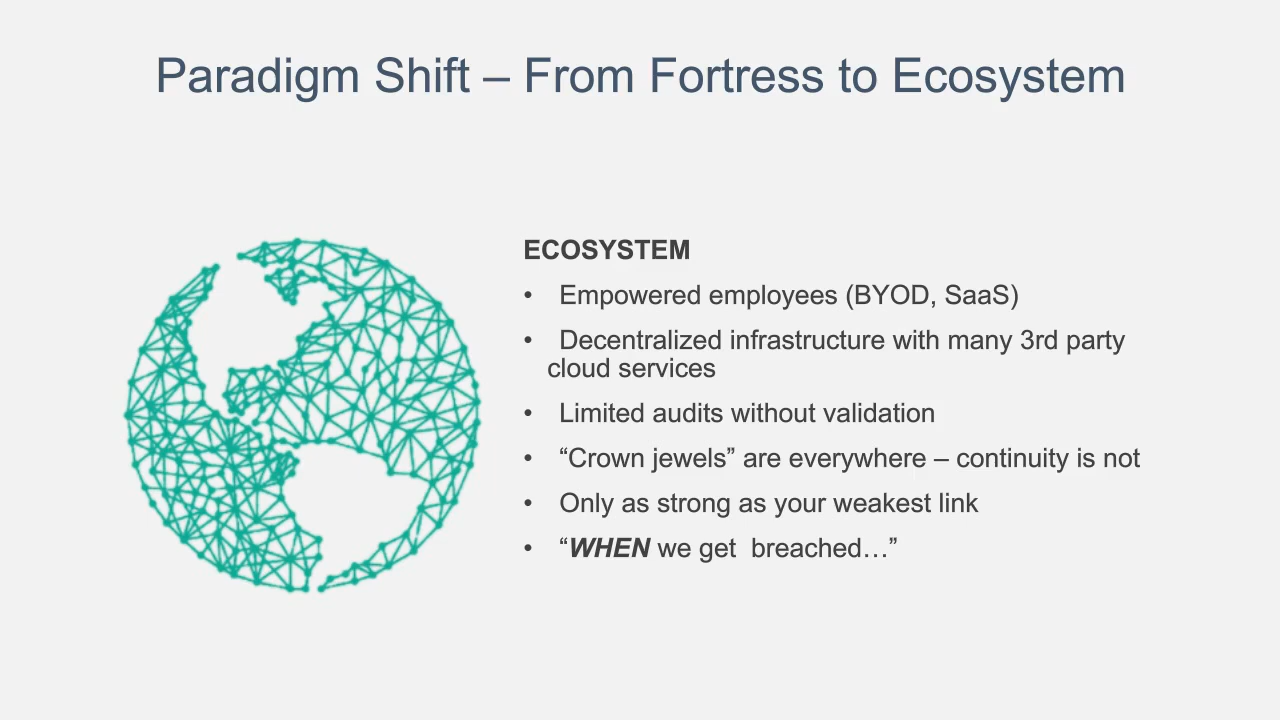 Paradigm Shift – From Fortress to Ecosystem
ECOSYSTEM
• Empowered employees (BYOD, SaaS)
• Decentralized infrastructure with many 3rd party
cloud services
• Limited audits without validation
• “Crown jewels” are everywhere – continuity is not
• Only as strong as your weakest link
• “WHEN we get  breached…”